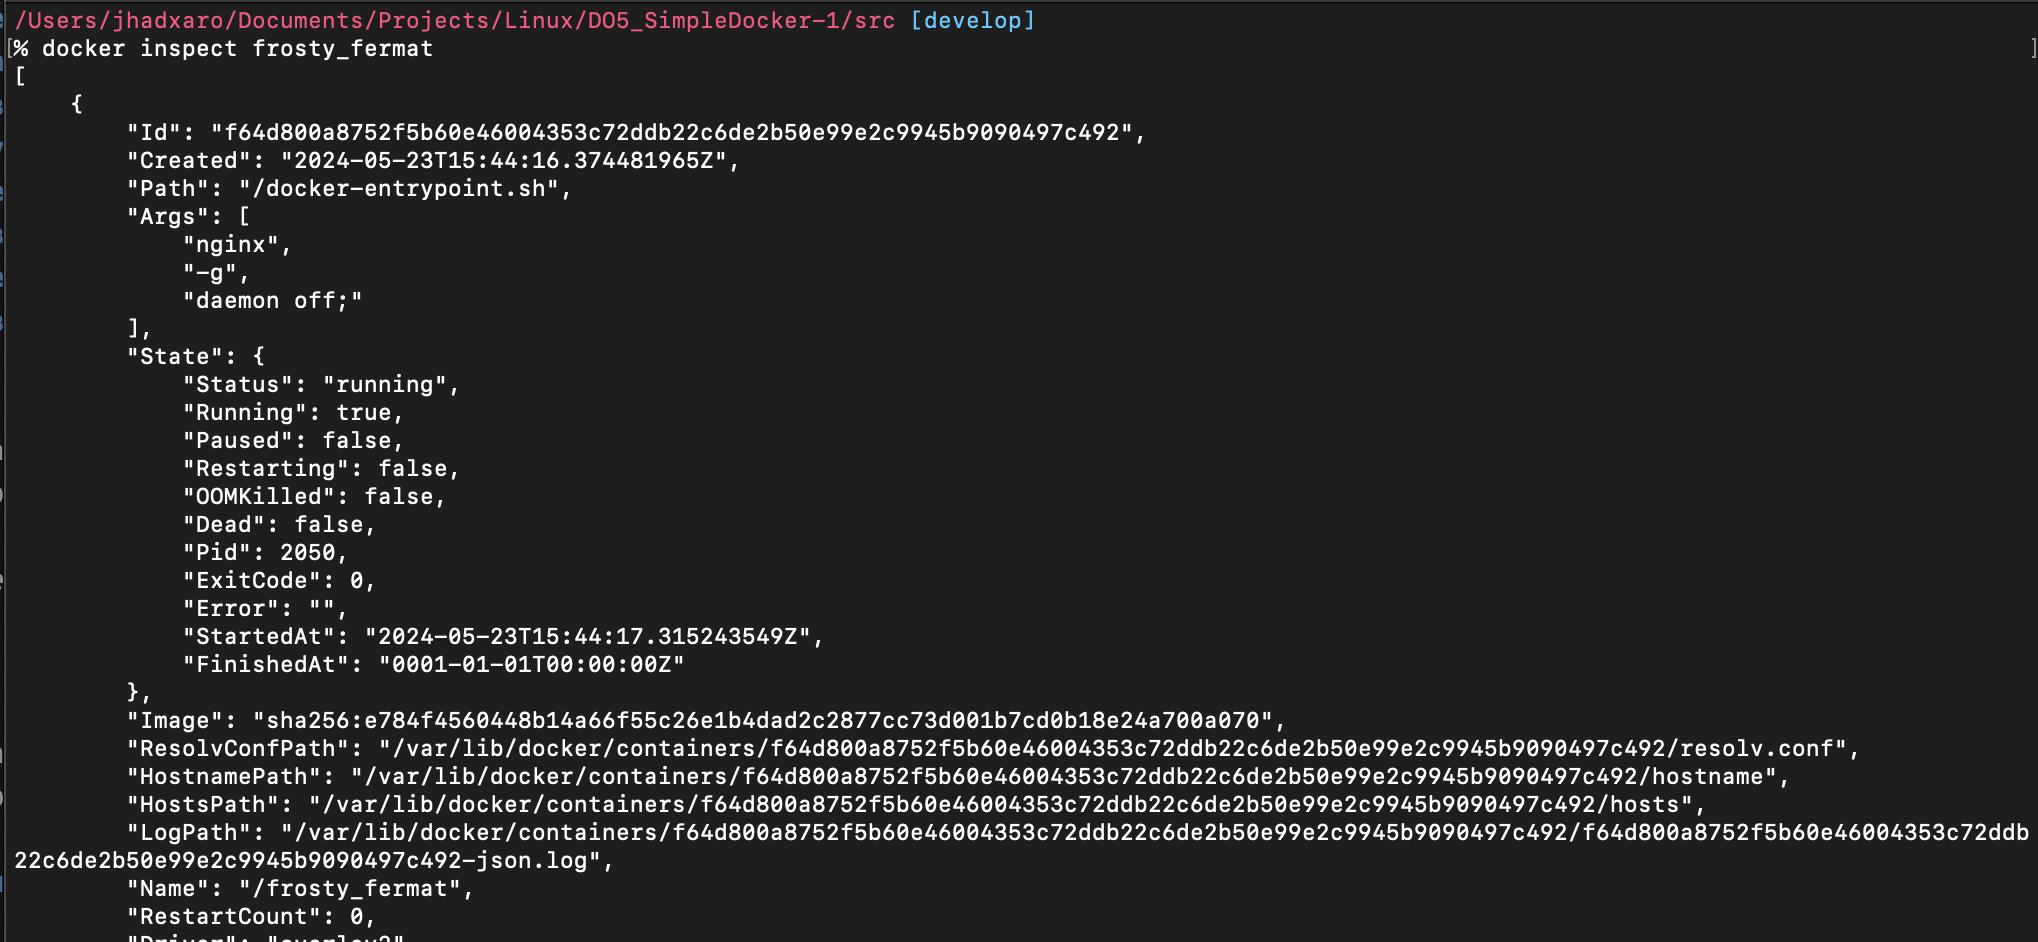 /Users/jhadxaro/Documents/Projects/Linux/DO5_SimpleDocker-1/src [develop]
[% docker inspect frosty_fermat ]
[
    {
        "Id": "f64d800a8752f5b60e46004353c72ddb22c6de2b50e99e2c9945b9090497c492",
        "Created": "2024-05-23T15:44:16.374481965Z",
        "Path": "/docker-entrypoint.sh",
        "Args": [
            "nginx",
            "-g",
            "daemon off;"
        ],
        "State": {
            "Status": "running",
            "Running": true,
            "Paused": false,
            "Restarting": false,
            "OOMKilled": false,
            "Dead": false,
            "Pid": 2050,
            "ExitCode": 0,
            "Error": "",
            "StartedAt": "2024-05-23T15:44:17.315243549Z",
            "FinishedAt": "0001-01-01T00:00:00Z"
        },
        "Image": "sha256:e784f4560448b14a66f55c26e1b4dad2c2877cc73d001b7cd0b18e24a700a070",
        "ResolvConfPath": "/var/lib/docker/containers/f64d800a8752f5b60e46004353c72ddb22c6de2b50e99e2c9945b9090497c492/resolv.conf",
        "HostnamePath": "/var/lib/docker/containers/f64d800a8752f5b60e46004353c72ddb22c6de2b50e99e2c9945b9090497c492/hostname",
        "HostsPath": "/var/lib/docker/containers/f64d800a8752f5b60e46004353c72ddb22c6de2b50e99e2c9945b9090497c492/hosts",
        "LogPath": "/var/lib/docker/containers/f64d800a8752f5b60e46004353c72ddb22c6de2b50e99e2c9945b9090497c492/f64d800a8752f5b60e46004353c72ddb
22c6de2b50e99e2c9945b9090497c492-json.log",
        "Name": "/frosty_fermat",
        "RestartCount": 0,
        "Driver": "overlay2"